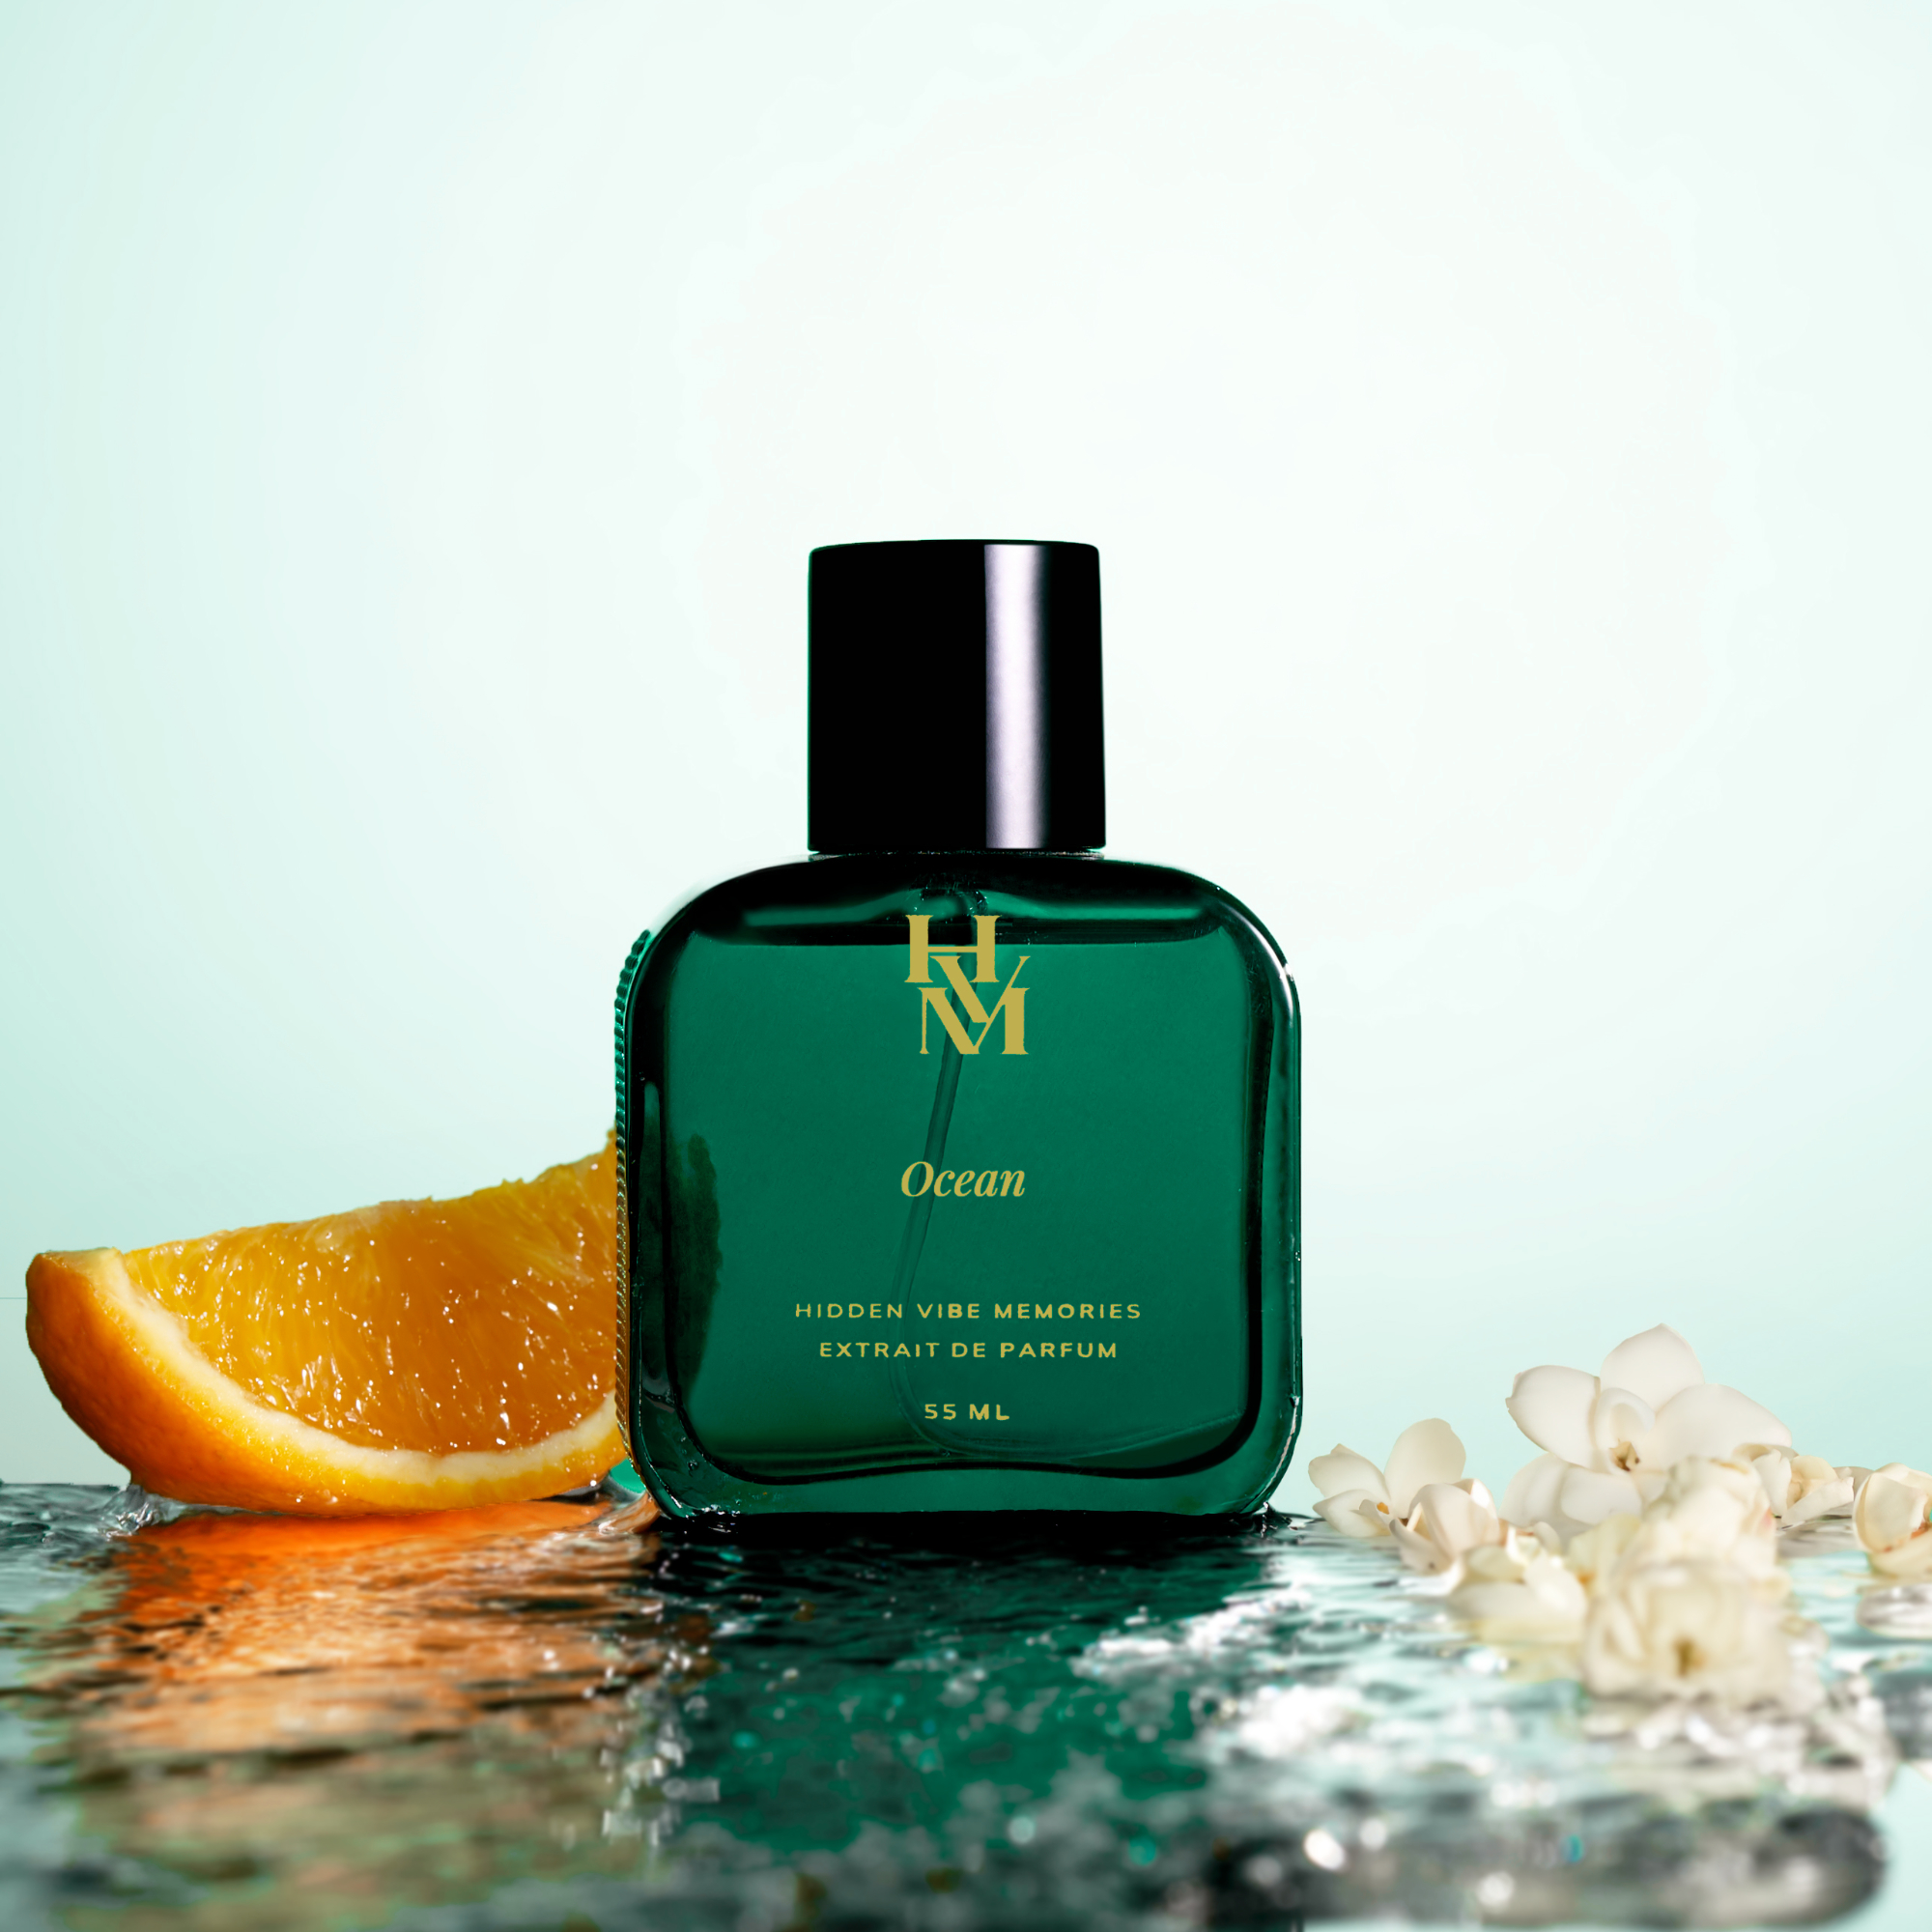 HVM
Ocean
HIDDEN VIBE MEMORIES
EXTRAIT DE PARFUM
55 ML